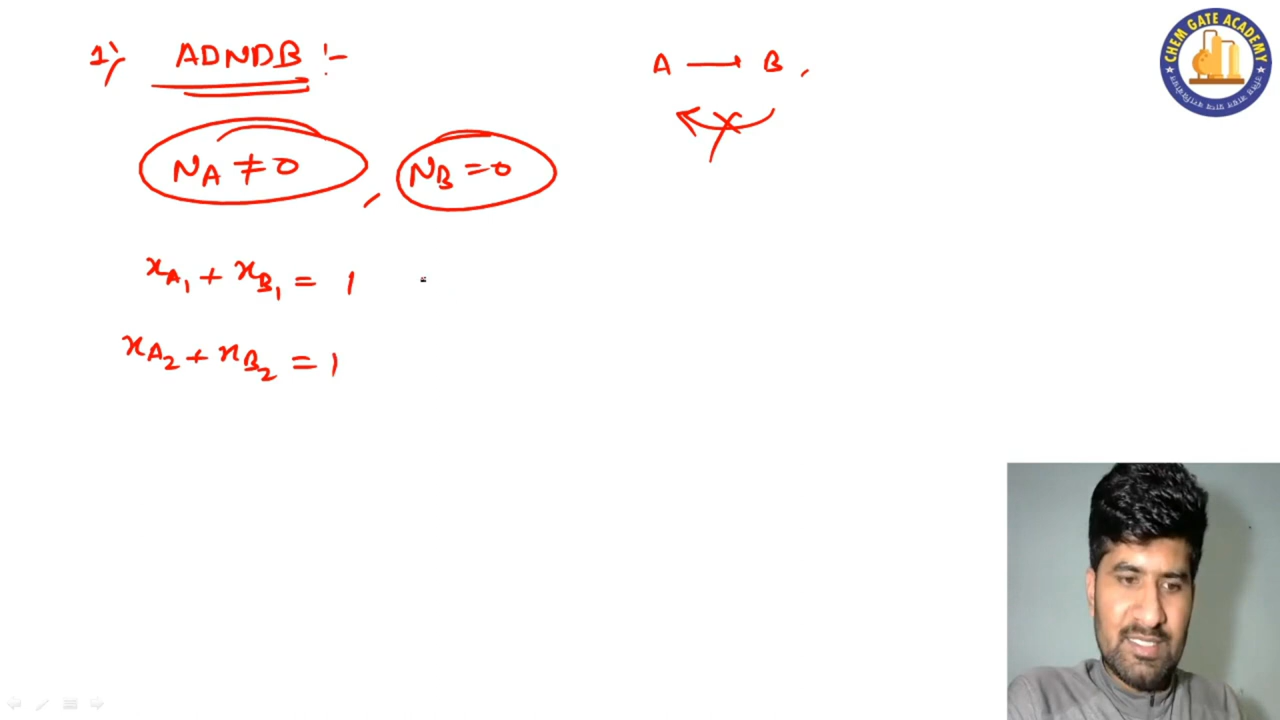 1) ADNDB :-
A → B ,
N_A ≠ 0 , N_B = 0
x_A₁ + x_B₁ = 1
x_A₂ + x_B₂ = 1
CHEM GATE ACADEMY